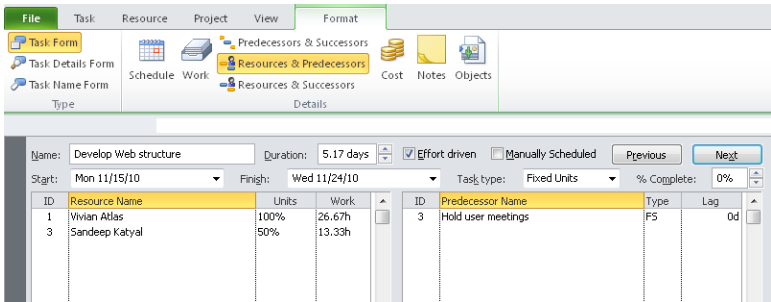 File Task Resource Project View Format
Task Form
Task Details Form
Task Name Form
Type
Schedule Work
Predecessors & Successors
Resources & Predecessors
Resources & Successors
Cost Notes Objects
Details
Name: Develop Web structure Duration: 5.17 days Effort driven Manually Scheduled Previous Next
Start: Mon 11/15/10 Finish: Wed 11/24/10 Task type: Fixed Units % Complete: 0%
ID Resource Name Units Work ID Predecessor Name Type Lag
1 Vivian Atlas 100% 26.67h 3 Hold user meetings FS 0d
3 Sandeep Katyal 50% 13.33h